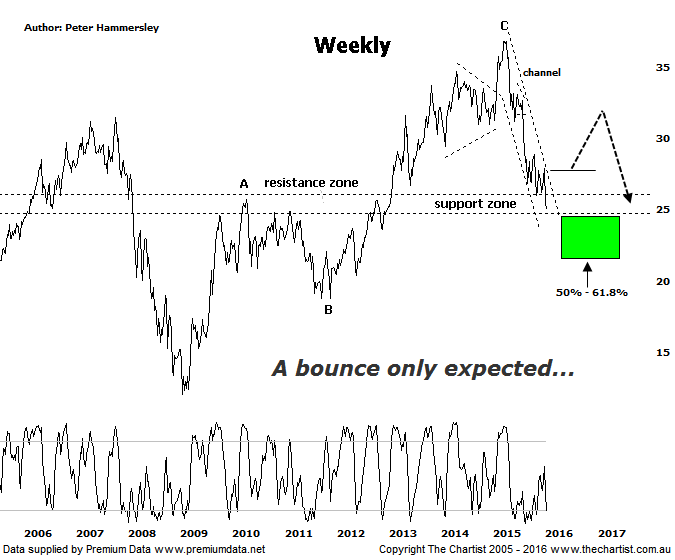 Author: Peter Hammersley
Weekly
C
35
channel
30
A
resistance zone
support zone
25
20
50% - 61.8%
B
15
A bounce only expected...
2006 2007 2008 2009 2010 2011 2012 2013 2014 2015 2016 2017
Data supplied by Premium Data www.premiumdata.net
Copyright The Chartist 2005 - 2016 www.thechartist.com.au